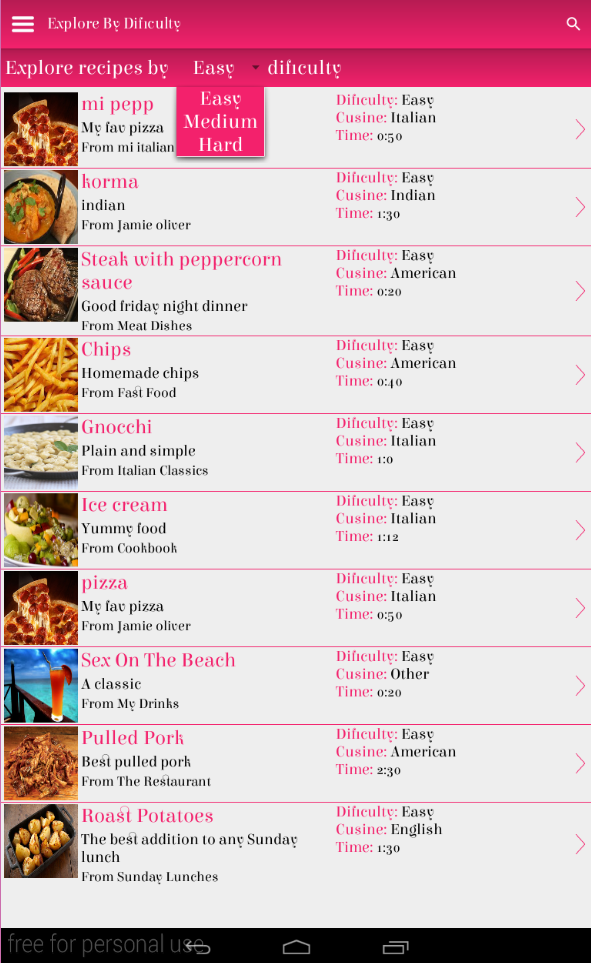 Explore By Dificulty
Explore recipes by Easy dificulty
Easy
Medium
Hard
mi pepp
My fav pizza
From mi italian
Dificulty: Easy
Cusine: Italian
Time: 0:50
korma
indian
From Jamie oliver
Dificulty: Easy
Cusine: Indian
Time: 1:30
Steak with peppercorn
sauce
Good friday night dinner
From Meat Dishes
Dificulty: Easy
Cusine: American
Time: 0:20
Chips
Homemade chips
From Fast Food
Dificulty: Easy
Cusine: American
Time: 0:40
Gnocchi
Plain and simple
From Italian Classics
Dificulty: Easy
Cusine: Italian
Time: 1:0
Ice cream
Yummy food
From Cookbook
Dificulty: Easy
Cusine: Italian
Time: 1:12
pizza
My fav pizza
From Jamie oliver
Dificulty: Easy
Cusine: Italian
Time: 0:50
Sex On The Beach
A classic
From My Drinks
Dificulty: Easy
Cusine: Other
Time: 0:20
Pulled Pork
Best pulled pork
From The Restaurant
Dificulty: Easy
Cusine: American
Time: 2:30
Roast Potatoes
The best addition to any Sunday
lunch
From Sunday Lunches
Dificulty: Easy
Cusine: English
Time: 1:30
free for personal use